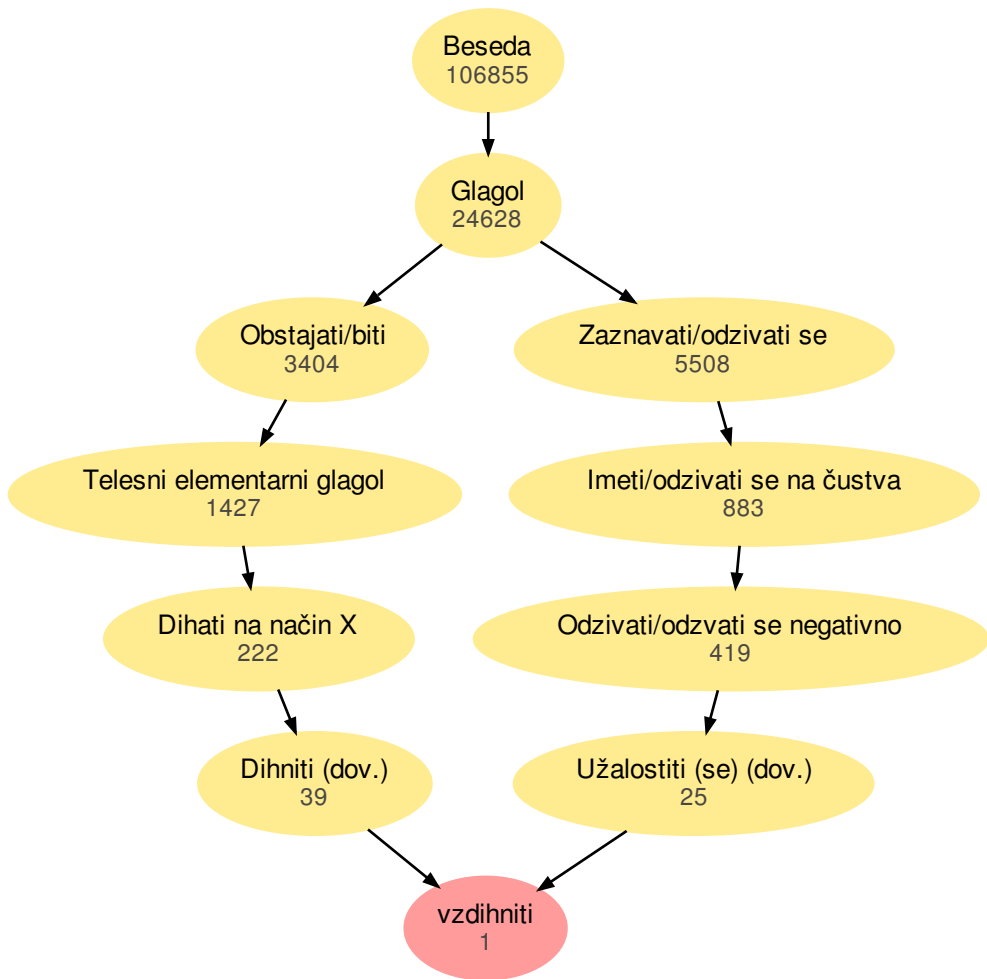 Beseda
106855
Glagol
24628
Obstajati/biti
3404
Zaznavati/odzivati se
5508
Telesni elementarni glagol
1427
Imeti/odzivati se na čustva
883
Dihati na način X
222
Odzivati/odzvati se negativno
419
Dihniti (dov.)
39
Užalostiti (se) (dov.)
25
vzdihniti
1